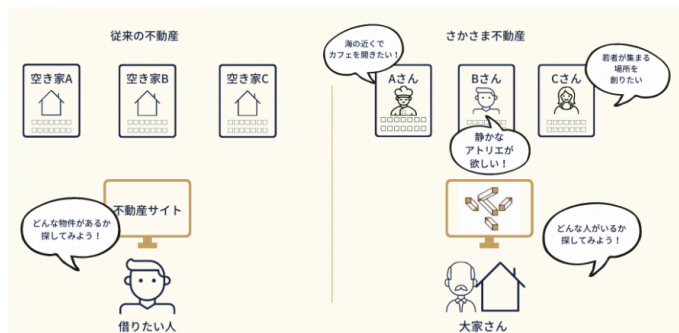 従来の不動産
空き家A
空き家B
空き家C
不動産サイト
どんな物件があるか
探してみよう！
借りたい人
さかさま不動産
海の近くで
カフェを開きたい！
Aさん
Bさん
Cさん
若者が集まる
場所を
創りたい
静かな
アトリエが
欲しい！
どんな人がいるか
探してみよう！
大家さん